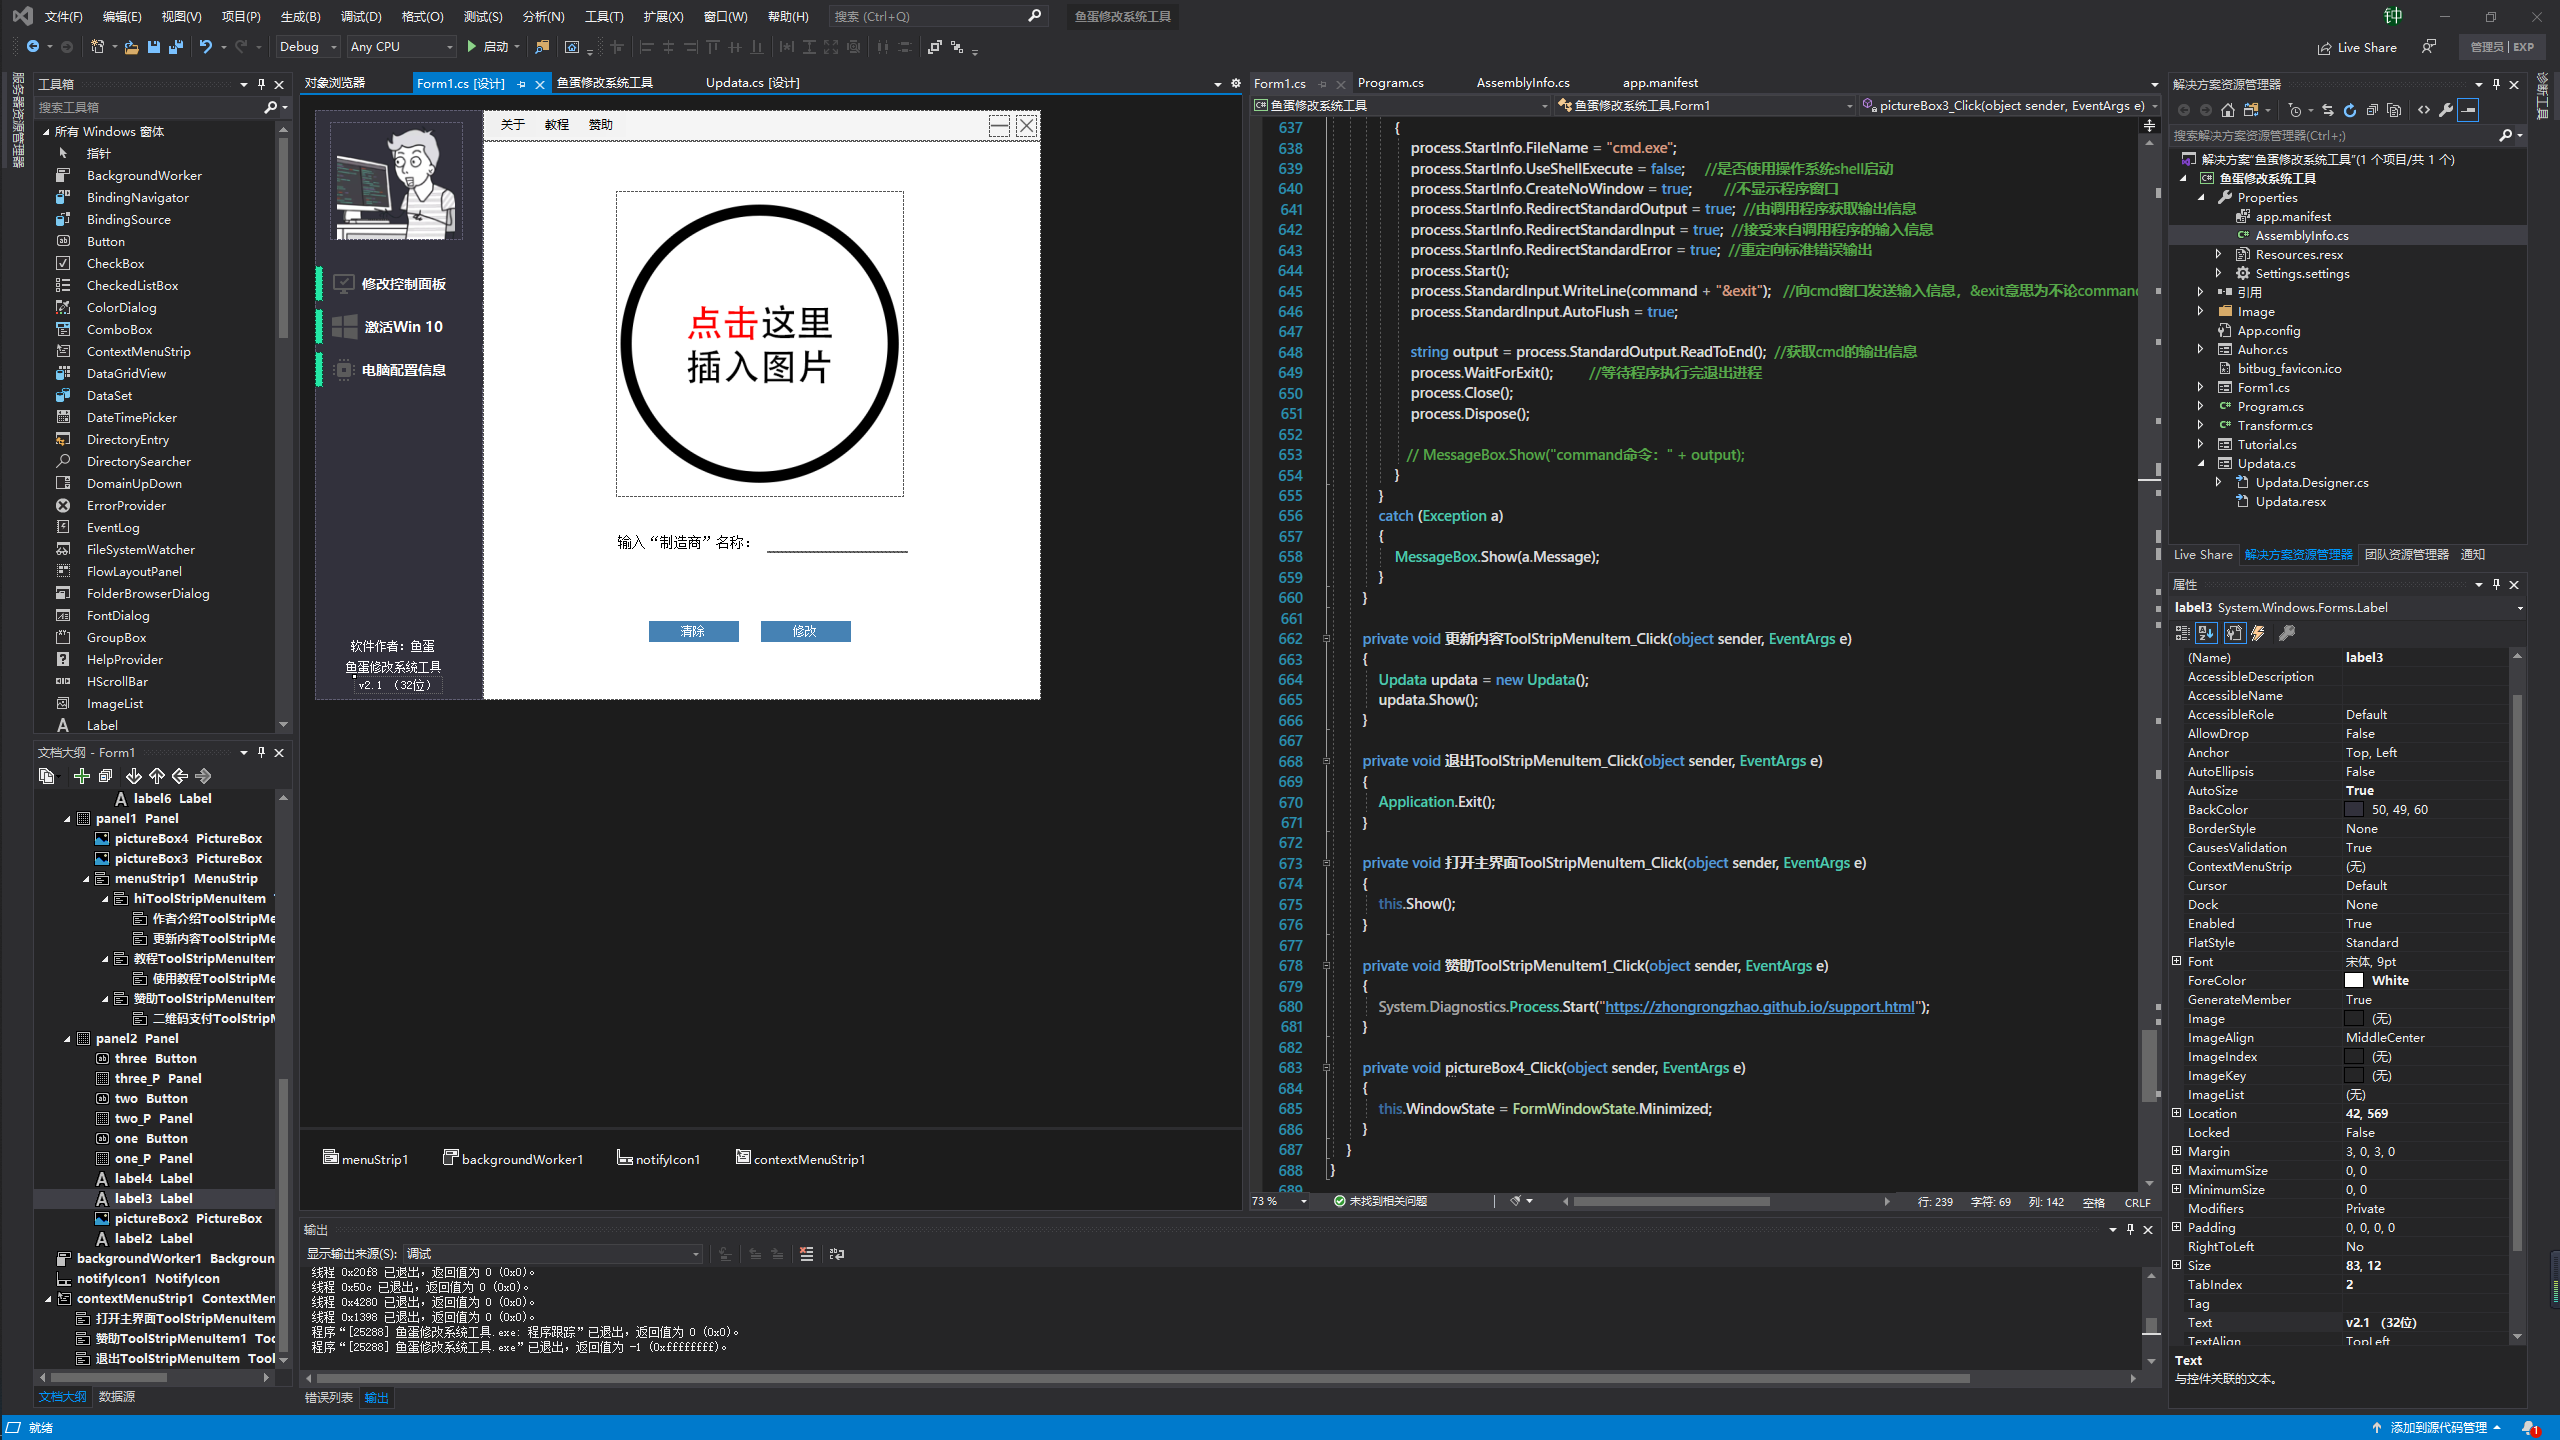 文件(F) 编辑(E) 视图(V) 项目(P) 生成(B) 调试(D) 格式(O) 测试(S) 分析(N) 工具(T) 扩展(X) 窗口(W) 帮助(H) 搜索 (Ctrl+Q) 鱼蛋修改系统工具
Debug Any CPU 启动 Live Share 管理员 | EXP
服务器资源管理器
工具箱
搜索工具箱
所有 Windows 窗体
指针
BackgroundWorker
BindingNavigator
BindingSource
Button
CheckBox
CheckedListBox
ColorDialog
ComboBox
ContextMenuStrip
DataGridView
DataSet
DateTimePicker
DirectoryEntry
DirectorySearcher
DomainUpDown
ErrorProvider
EventLog
FileSystemWatcher
FlowLayoutPanel
FolderBrowserDialog
FontDialog
GroupBox
HelpProvider
HScrollBar
ImageList
Label
文档大纲 - Form1
label6 Label
panel1 Panel
pictureBox4 PictureBox
pictureBox3 PictureBox
menuStrip1 MenuStrip
hiToolStripMenuItem
作者介绍ToolStripMe
更新内容ToolStripMe
教程ToolStripMenuItem
使用教程ToolStripMe
赞助ToolStripMenuItem
二维码支付ToolStripM
panel2 Panel
three Button
three_P Panel
two Button
two_P Panel
one Button
one_P Panel
label4 Label
label3 Label
pictureBox2 PictureBox
label2 Label
backgroundWorker1 Backgroun
notifyIcon1 NotifyIcon
contextMenuStrip1 ContextMen
打开主界面ToolStripMenuItem
赞助ToolStripMenuItem1 Too
退出ToolStripMenuItem Tool
文档大纲 数据源
对象浏览器 Form1.cs [设计] 鱼蛋修改系统工具 Updata.cs [设计]
关于 教程 赞助
修改控制面板
激活Win 10
电脑配置信息
点击这里
插入图片
输入“制造商”名称：
清除 修改
软件作者：鱼蛋
鱼蛋修改系统工具
v2.1 （32位）
menuStrip1 backgroundWorker1 notifyIcon1 contextMenuStrip1
Form1.cs Program.cs AssemblyInfo.cs app.manifest
鱼蛋修改系统工具 鱼蛋修改系统工具.Form1 pictureBox3_Click(object sender, EventArgs e)
637 {
638 process.StartInfo.FileName = "cmd.exe";
639 process.StartInfo.UseShellExecute = false; //是否使用操作系统shell启动
640 process.StartInfo.CreateNoWindow = true; //不显示程序窗口
641 process.StartInfo.RedirectStandardOutput = true; //由调用程序获取输出信息
642 process.StartInfo.RedirectStandardInput = true; //接受来自调用程序的输入信息
643 process.StartInfo.RedirectStandardError = true; //重定向标准错误输出
644 process.Start();
645 process.StandardInput.WriteLine(command + "&exit"); //向cmd窗口发送输入信息，&exit意思为不论command
646 process.StandardInput.AutoFlush = true;
647
648 string output = process.StandardOutput.ReadToEnd(); //获取cmd的输出信息
649 process.WaitForExit(); //等待程序执行完退出进程
650 process.Close();
651 process.Dispose();
652
653 // MessageBox.Show("command命令：" + output);
654 }
655 }
656 catch (Exception a)
657 {
658 MessageBox.Show(a.Message);
659 }
660 }
661
662 private void 更新内容ToolStripMenuItem_Click(object sender, EventArgs e)
663 {
664 Updata updata = new Updata();
665 updata.Show();
666 }
667
668 private void 退出ToolStripMenuItem_Click(object sender, EventArgs e)
669 {
670 Application.Exit();
671 }
672
673 private void 打开主界面ToolStripMenuItem_Click(object sender, EventArgs e)
674 {
675 this.Show();
676 }
677
678 private void 赞助ToolStripMenuItem1_Click(object sender, EventArgs e)
679 {
680 System.Diagnostics.Process.Start("https://zhongrongzhao.github.io/support.html");
681 }
682
683 private void pictureBox4_Click(object sender, EventArgs e)
684 {
685 this.WindowState = FormWindowState.Minimized;
686 }
687 }
688 }
689
73 % 未找到相关问题 行: 239 字符: 69 列: 142 空格 CRLF
输出
显示输出来源(S): 调试
线程 0x20f8 已退出，返回值为 0 (0x0)。
线程 0x50c 已退出，返回值为 0 (0x0)。
线程 0x4280 已退出，返回值为 0 (0x0)。
线程 0x1398 已退出，返回值为 0 (0x0)。
程序“[25288] 鱼蛋修改系统工具.exe: 程序跟踪”已退出，返回值为 0 (0x0)。
程序“[25288] 鱼蛋修改系统工具.exe”已退出，返回值为 -1 (0xffffffff)。
错误列表 输出
解决方案资源管理器
搜索解决方案资源管理器(Ctrl+;)
解决方案“鱼蛋修改系统工具”(1 个项目/共 1 个)
鱼蛋修改系统工具
Properties
app.manifest
AssemblyInfo.cs
Resources.resx
Settings.settings
引用
Image
App.config
Auhor.cs
bitbug_favicon.ico
Form1.cs
Program.cs
Transform.cs
Tutorial.cs
Updata.cs
Updata.Designer.cs
Updata.resx
Live Share 解决方案资源管理器 团队资源管理器 通知
属性
label3 System.Windows.Forms.Label
(Name) label3
AccessibleDescription
AccessibleName
AccessibleRole Default
AllowDrop False
Anchor Top, Left
AutoEllipsis False
AutoSize True
BackColor 50, 49, 60
BorderStyle None
CausesValidation True
ContextMenuStrip (无)
Cursor Default
Dock None
Enabled True
FlatStyle Standard
Font 宋体, 9pt
ForeColor White
GenerateMember True
Image (无)
ImageAlign MiddleCenter
ImageIndex (无)
ImageKey (无)
ImageList (无)
Location 42, 569
Locked False
Margin 3, 0, 3, 0
MaximumSize 0, 0
MinimumSize 0, 0
Modifiers Private
Padding 0, 0, 0, 0
RightToLeft No
Size 83, 12
TabIndex 2
Tag
Text v2.1 （32位）
TextAlign TopLeft
Text
与控件关联的文本。
诊断工具
就绪 添加到源代码管理 1